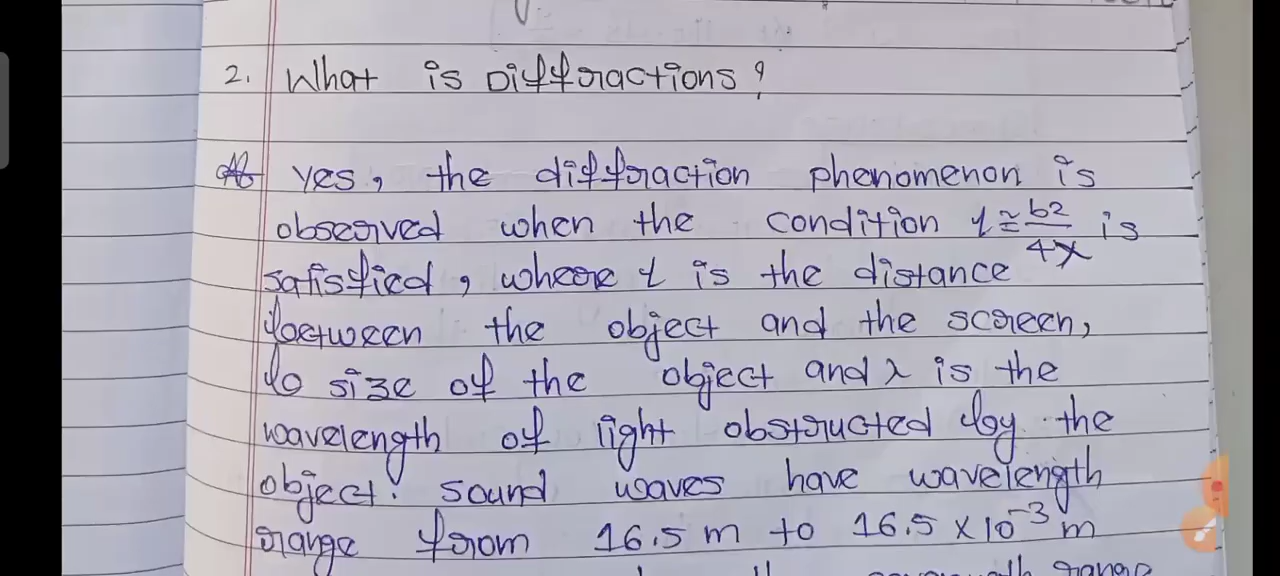 2. What is Diffractions?
Yes, the diffraction phenomenon is
observed when the condition l ≅ b2/4λ is
satisfied, where l is the distance
between the object and the screen,
b size of the object and λ is the
wavelength of light obstructed by the
object. Sound waves have wavelength
range from 16.5 m to 16.5 × 10⁻³ m